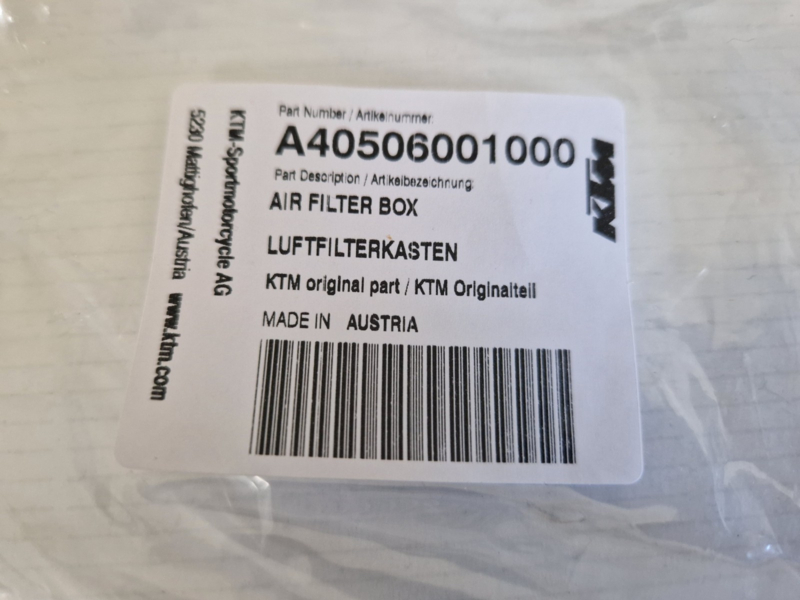 Part Number / Artikelnummer:
A40506001000
Part Description / Artikelbezeichnung:
AIR FILTER BOX
LUFTFILTERKASTEN
KTM original part / KTM Originalteil
MADE IN AUSTRIA
KTM
KTM-Sportmotorcycle AG
5230 Mattighofen/Austria www.ktm.com